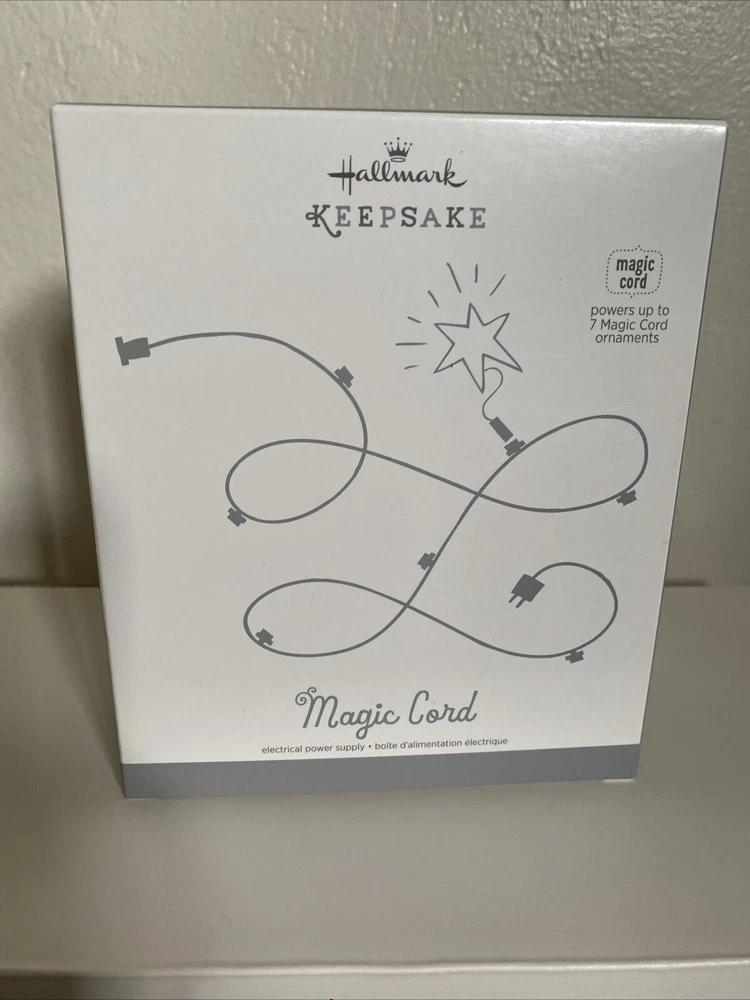 Hallmark
KEEPSAKE
magic
cord
powers up to
7 Magic Cord
ornaments
Magic Cord
electrical power supply • boîte d'alimentation électrique